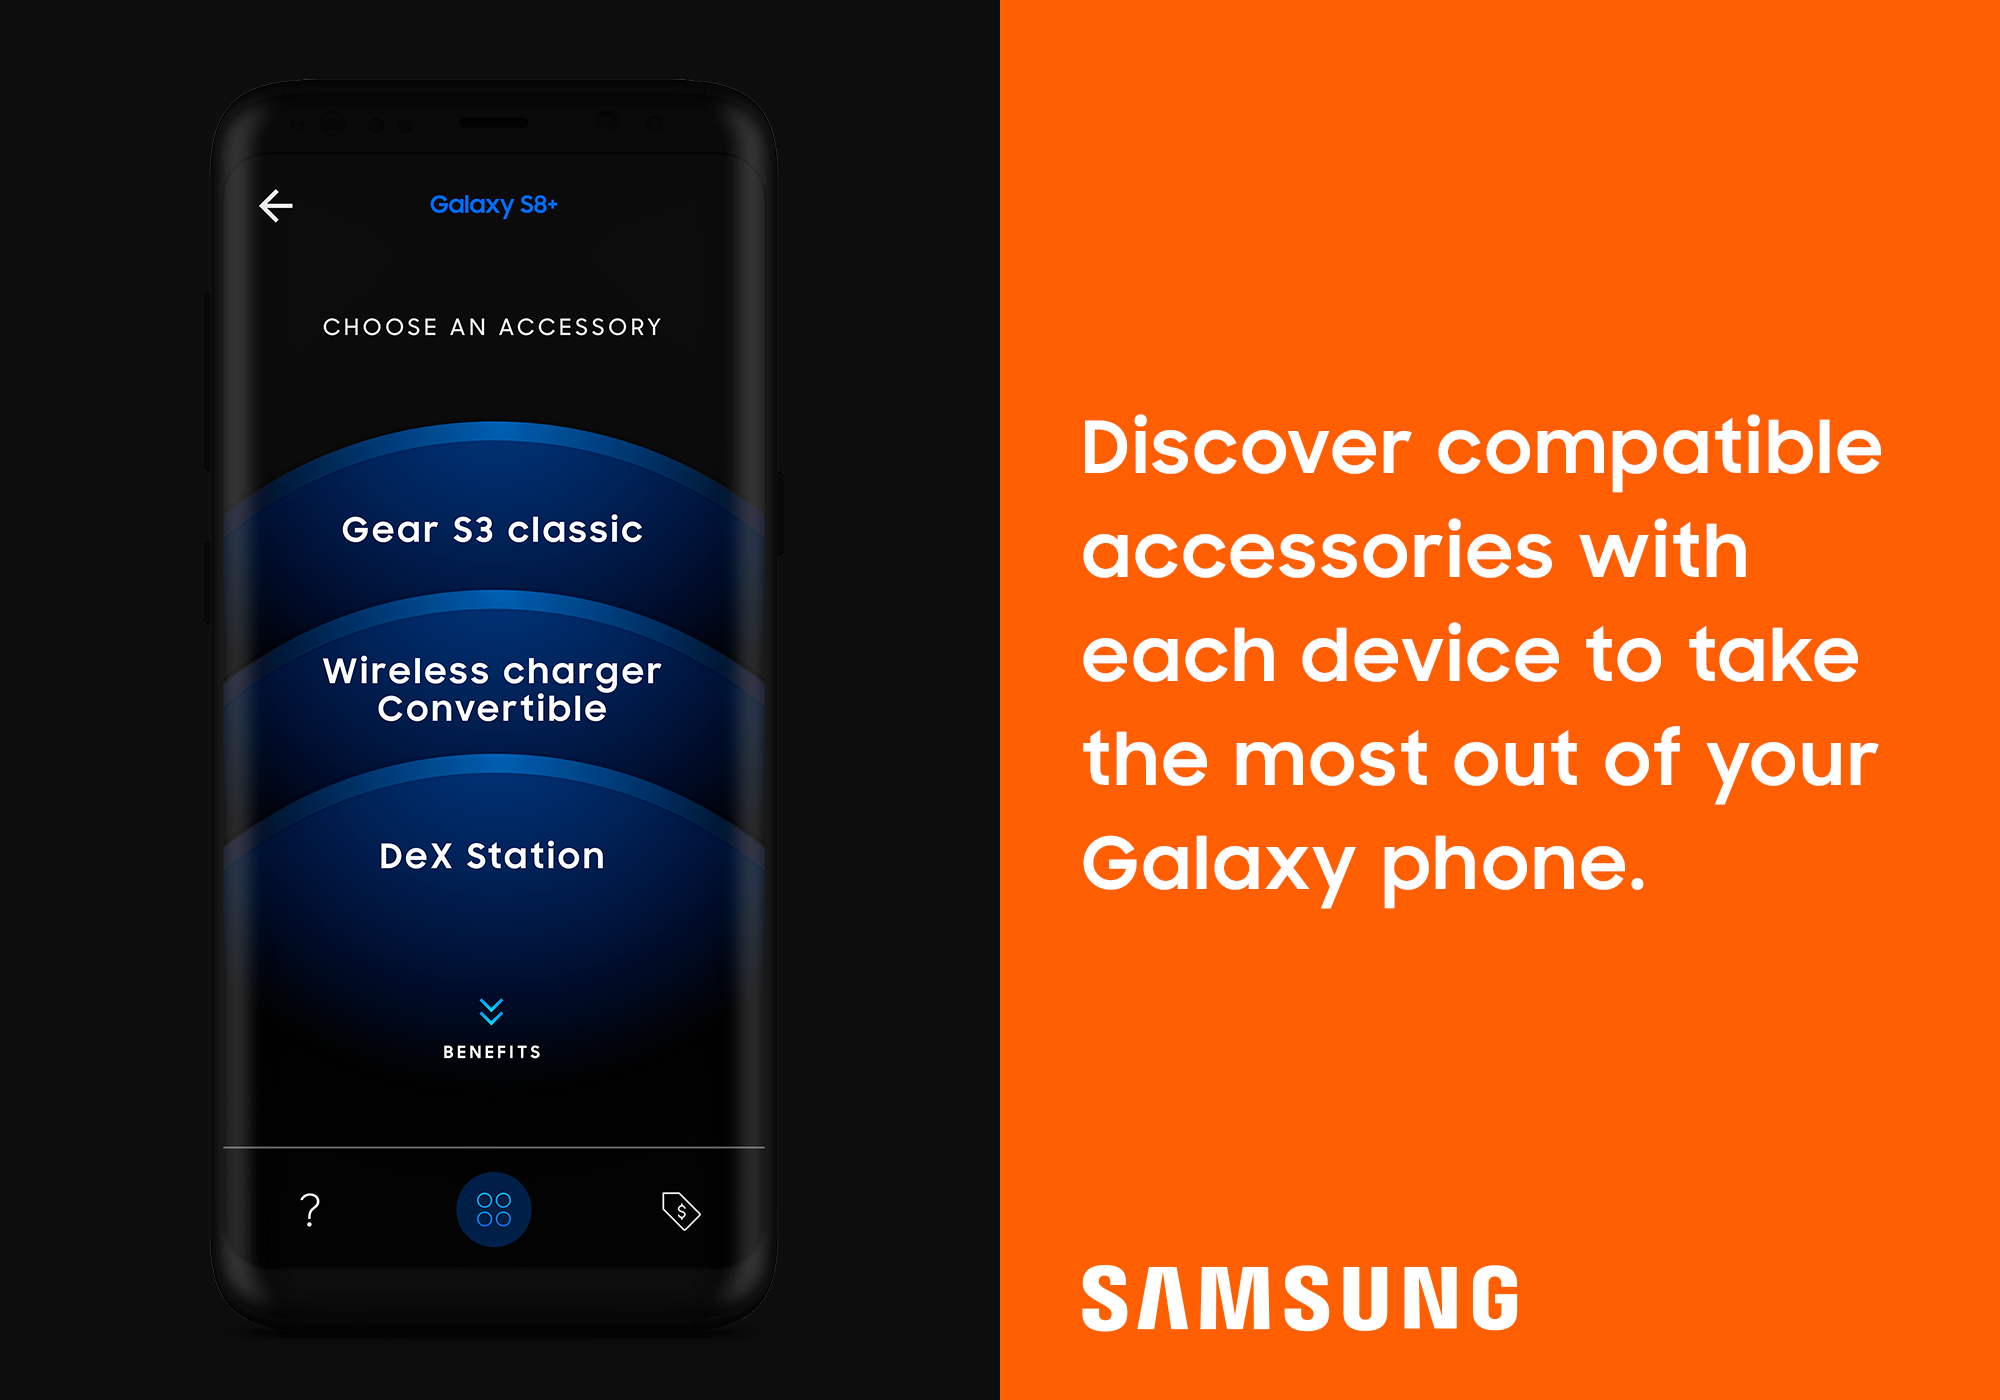 Galaxy S8+
CHOOSE AN ACCESSORY
Gear S3 classic
Wireless charger
Convertible
DeX Station
BENEFITS
?
$
Discover compatible
accessories with
each device to take
the most out of your
Galaxy phone.
SAMSUNG